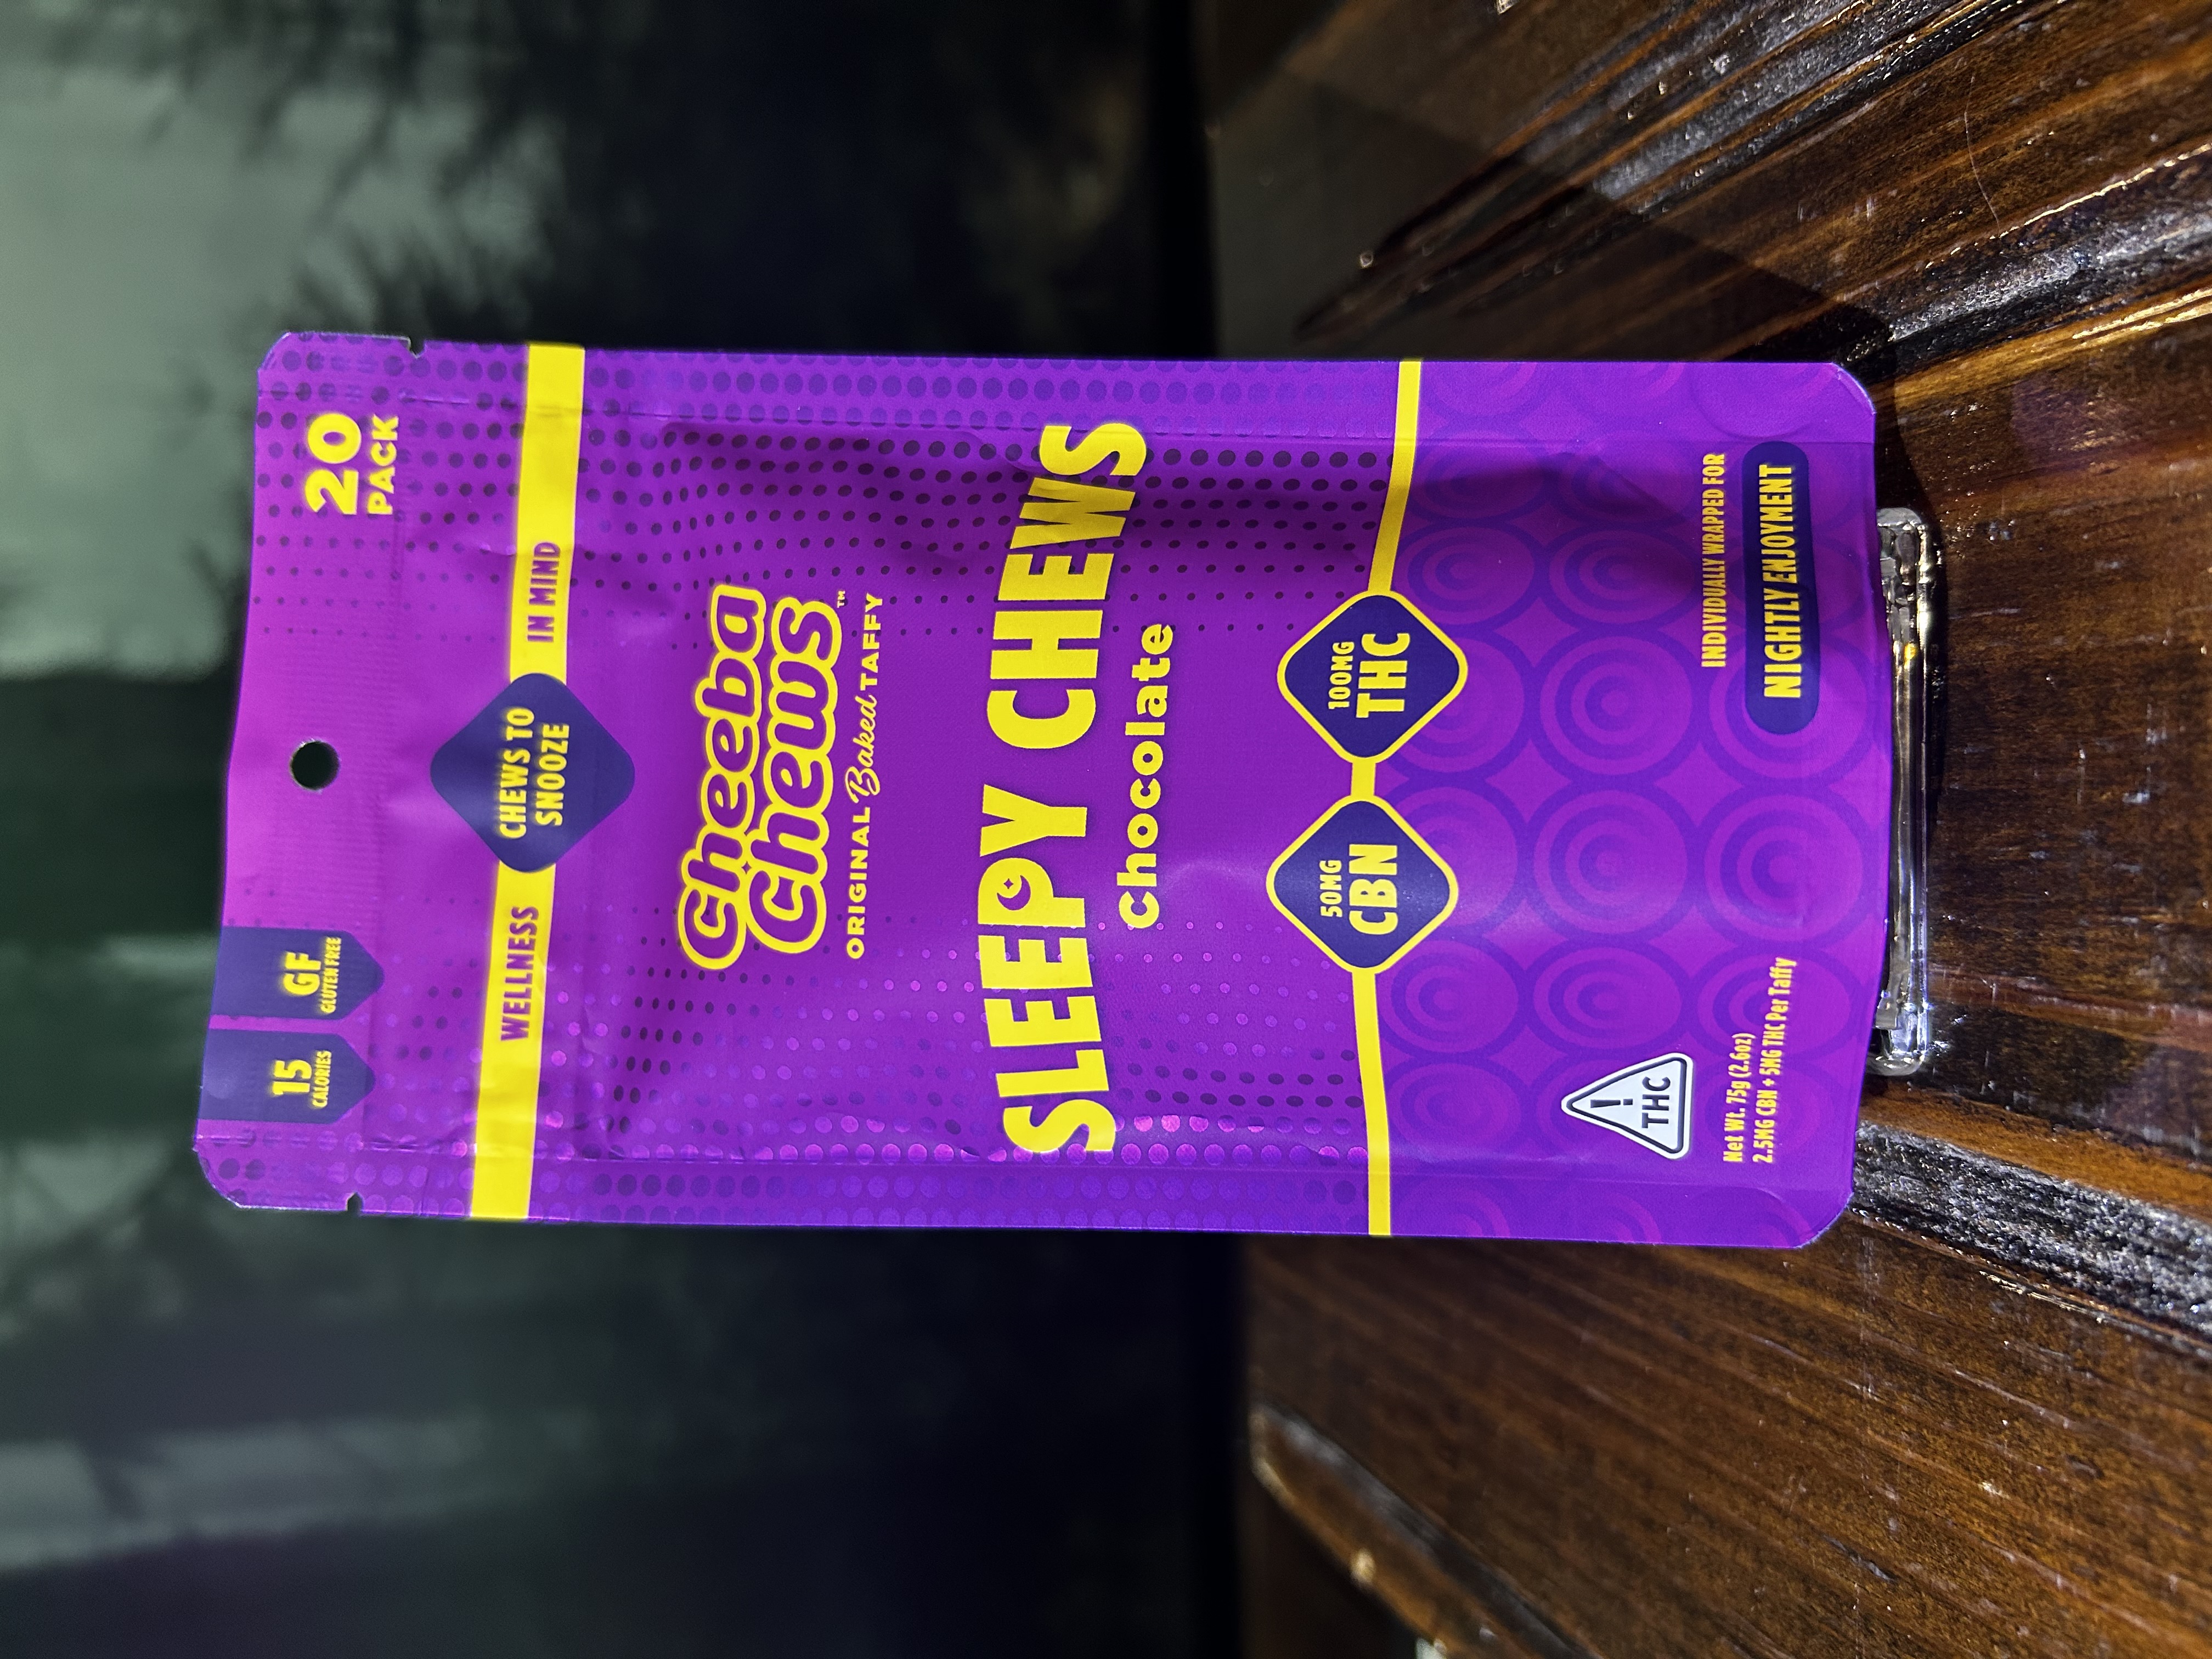 15
CALORIES
GF
GLUTEN FREE
20
PACK
WELLNESS
CHEWS TO
SNOOZE
IN MIND
Cheeba
Chews™
ORIGINAL Baked TAFFY
SLEEPY CHEWS
Chocolate
50MG
CBN
100MG
THC
!
THC
Net Wt. 75g (2.6oz)
2.5MG CBN + 5MG THC Per Taffy
INDIVIDUALLY WRAPPED FOR
NIGHTLY ENJOYMENT